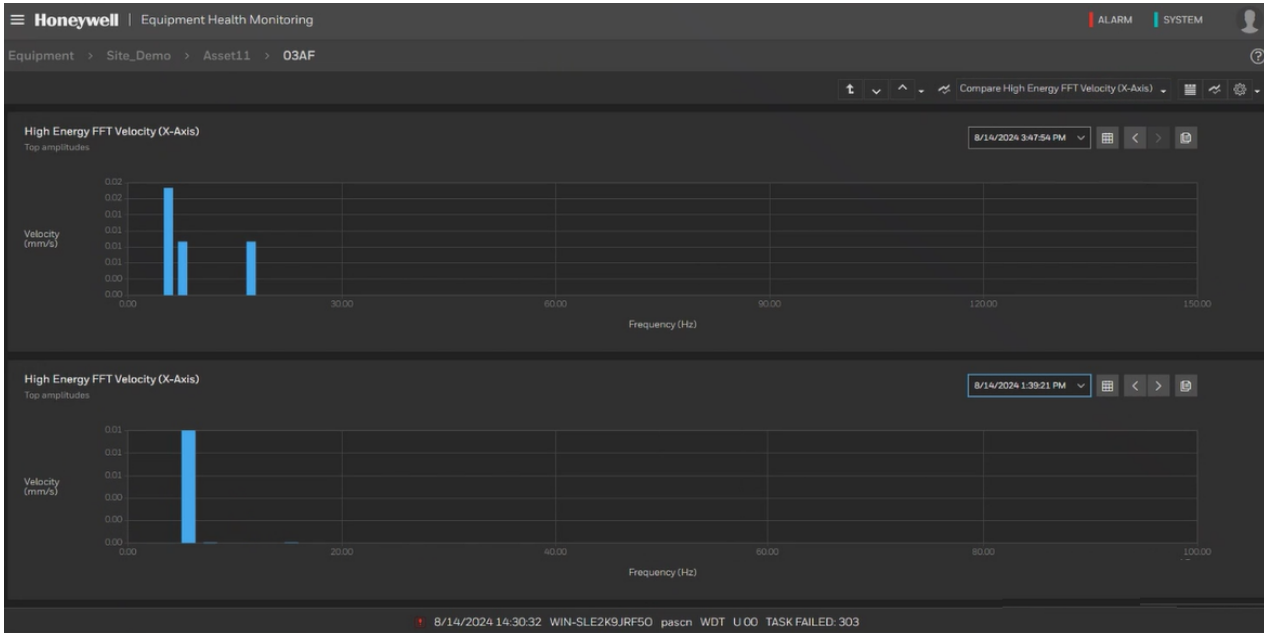 Honeywell | Equipment Health Monitoring
ALARM SYSTEM
Equipment > Site_Demo > Asset11 > 03AF
Compare High Energy FFT Velocity (X-Axis)
High Energy FFT Velocity (X-Axis)
Top amplitudes
8/14/2024 3:47:54 PM
0.02
0.02
0.01
0.01
0.01
0.01
0.00
0.00
Velocity
(mm/s)
0.00 30.00 60.00 90.00 120.00 150.00
Frequency (Hz)
High Energy FFT Velocity (X-Axis)
Top amplitudes
8/14/2024 1:39:21 PM
0.01
0.01
0.01
0.00
0.00
0.00
Velocity
(mm/s)
0.00 20.00 40.00 60.00 80.00 100.00
Frequency (Hz)
8/14/2024 14:30:32 WIN-SLE2K9JRF5O pascn WDT U 00 TASK FAILED: 303